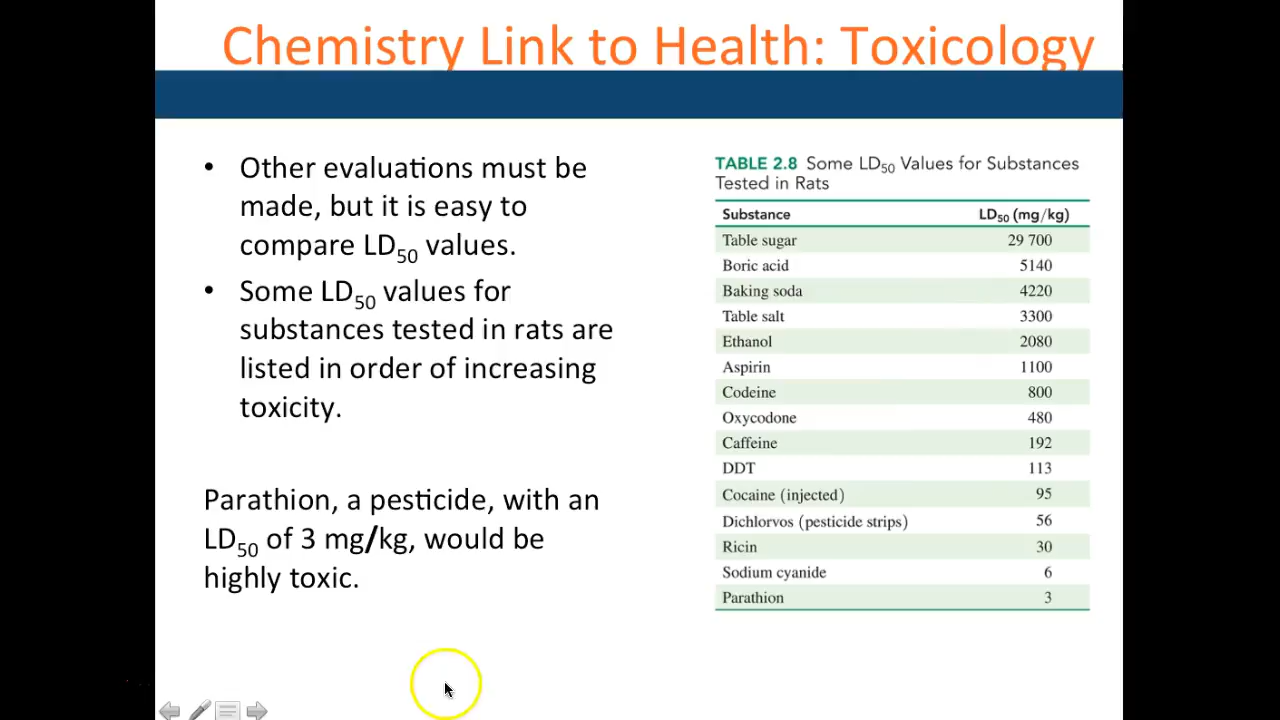 Chemistry Link to Health: Toxicology
• Other evaluations must be
made, but it is easy to
compare LD50 values.
• Some LD50 values for
substances tested in rats are
listed in order of increasing
toxicity.
Parathion, a pesticide, with an
LD50 of 3 mg/kg, would be
highly toxic.
TABLE 2.8 Some LD50 Values for Substances
Tested in Rats
Substance LD50 (mg/kg)
Table sugar 29 700
Boric acid 5140
Baking soda 4220
Table salt 3300
Ethanol 2080
Aspirin 1100
Codeine 800
Oxycodone 480
Caffeine 192
DDT 113
Cocaine (injected) 95
Dichlorvos (pesticide strips) 56
Ricin 30
Sodium cyanide 6
Parathion 3